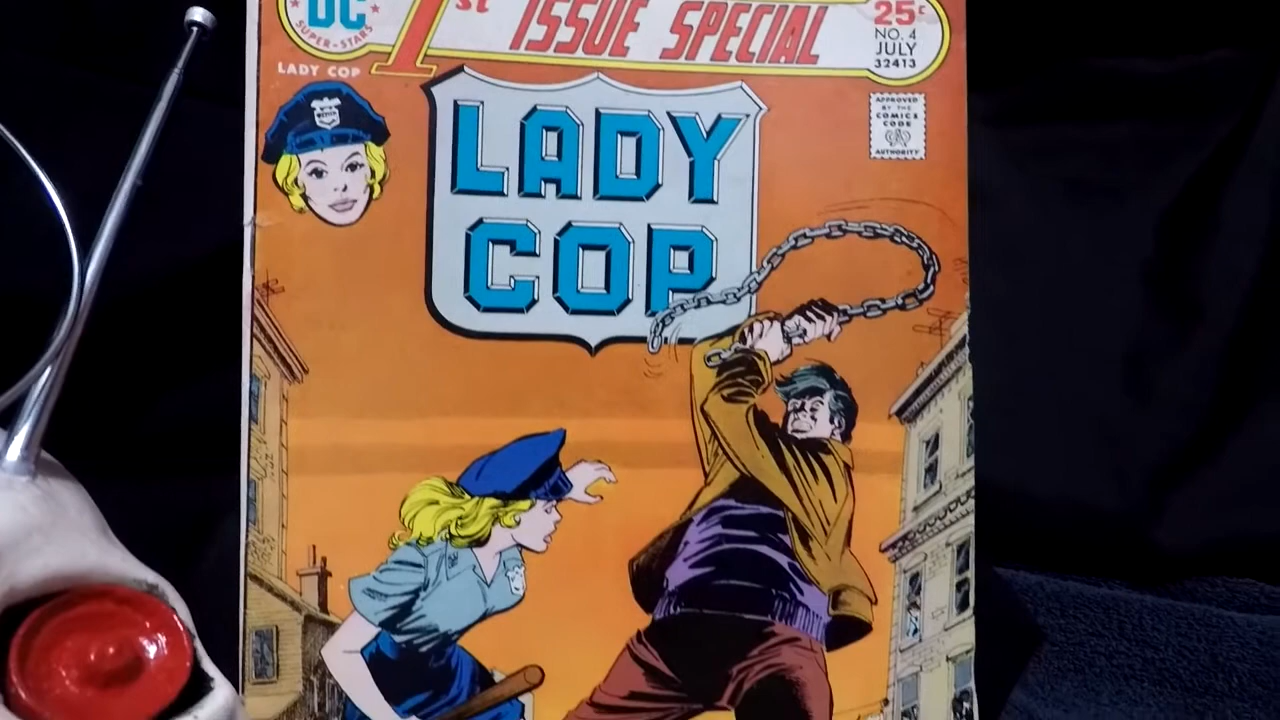 DC
SUPER-STARS
1st ISSUE SPECIAL
25c
NO. 4
JULY
32413
LADY COP
APPROVED
BY THE
COMICS
CODE
AUTHORITY
LADY
COP